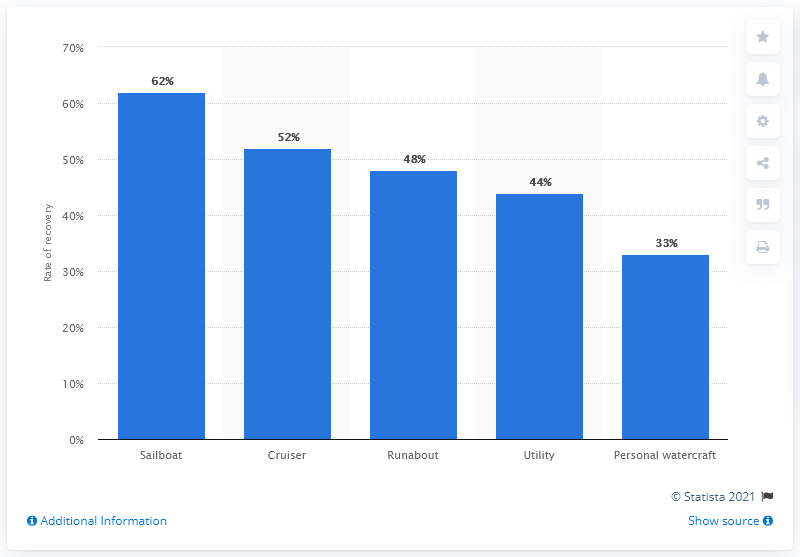 70%
60%
50%
40%
30%
20%
10%
0%
Rate of recovery
62%
52%
48%
44%
33%
Sailboat
Cruiser
Runabout
Utility
Personal watercraft
© Statista 2021
Additional Information
Show source